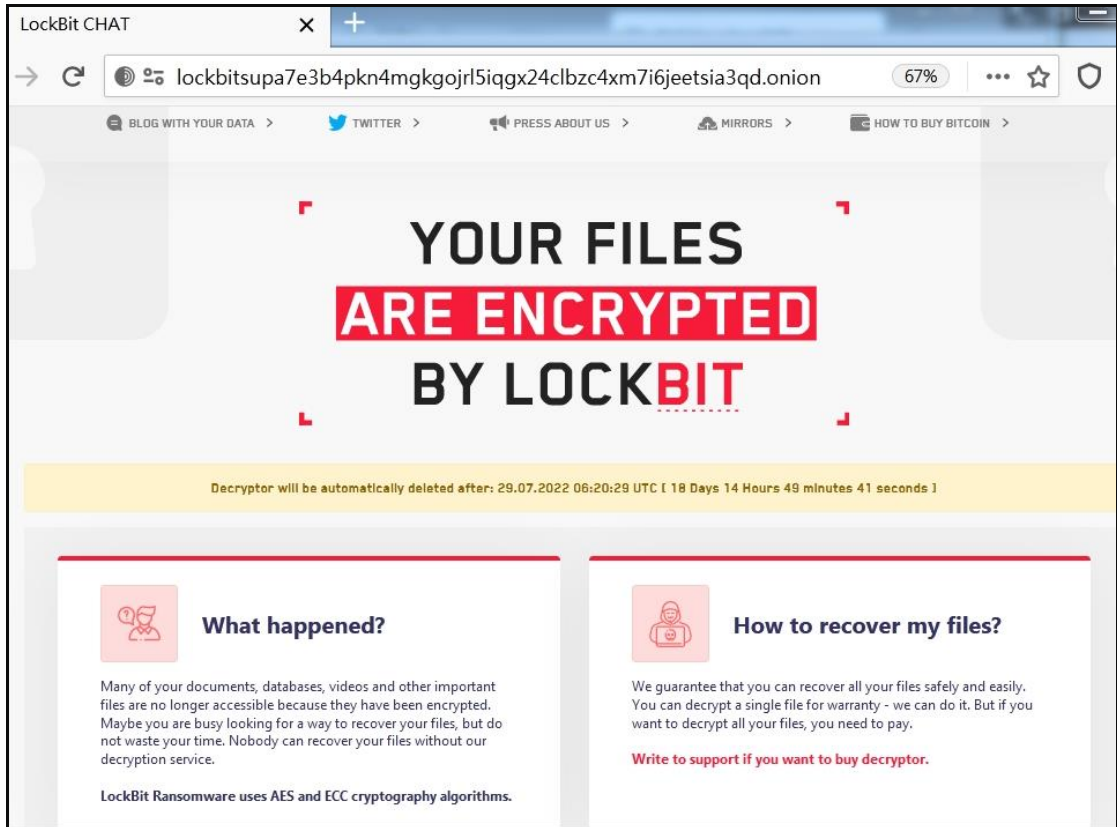 LockBit CHAT
lockbitsupa7e3b4pkn4mgkgojrl5iqgx24clbzc4xm7i6jeetsia3qd.onion
67%
BLOG WITH YOUR DATA >
TWITTER >
PRESS ABOUT US >
MIRRORS >
HOW TO BUY BITCOIN >
YOUR FILES
ARE ENCRYPTED
BY LOCKBIT
Decryptor will be automatically deleted after: 29.07.2022 06:20:29 UTC [ 18 Days 14 Hours 49 minutes 41 seconds ]
What happened?
Many of your documents, databases, videos and other important
files are no longer accessible because they have been encrypted.
Maybe you are busy looking for a way to recover your files, but do
not waste your time. Nobody can recover your files without our
decryption service.
LockBit Ransomware uses AES and ECC cryptography algorithms.
How to recover my files?
We guarantee that you can recover all your files safely and easily.
You can decrypt a single file for warranty - we can do it. But if you
want to decrypt all your files, you need to pay.
Write to support if you want to buy decryptor.